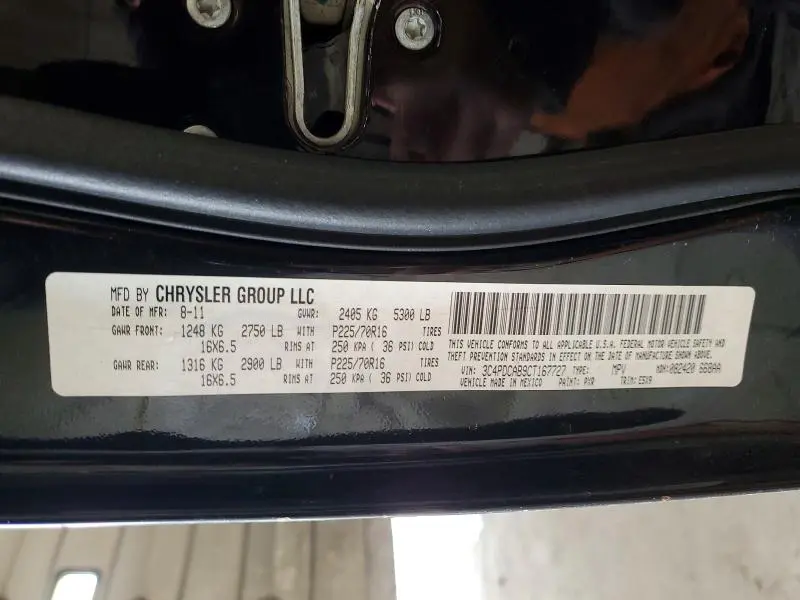 MFD BY CHRYSLER GROUP LLC
DATE OF MFR: 8-11 GVWR: 2405 KG 5300 LB
GAWR FRONT: 1248 KG 2750 LB WITH P225/70R16 TIRES
16X6.5 RIMS AT 250 KPA ( 36 PSI) COLD
GAWR REAR: 1316 KG 2900 LB WITH P225/70R16 TIRES
16X6.5 RIMS AT 250 KPA ( 36 PSI) COLD
THIS VEHICLE CONFORMS TO ALL APPLICABLE U.S.A. FEDERAL MOTOR VEHICLE SAFETY AND
THEFT PREVENTION STANDARDS IN EFFECT ON THE DATE OF MANUFACTURE SHOWN ABOVE.
VIN: 3C4PDCAB9CT167727 TYPE: MPV MDH: 082420 668AA
VEHICLE MADE IN MEXICO PAINT: PXR TRIM: E5X9